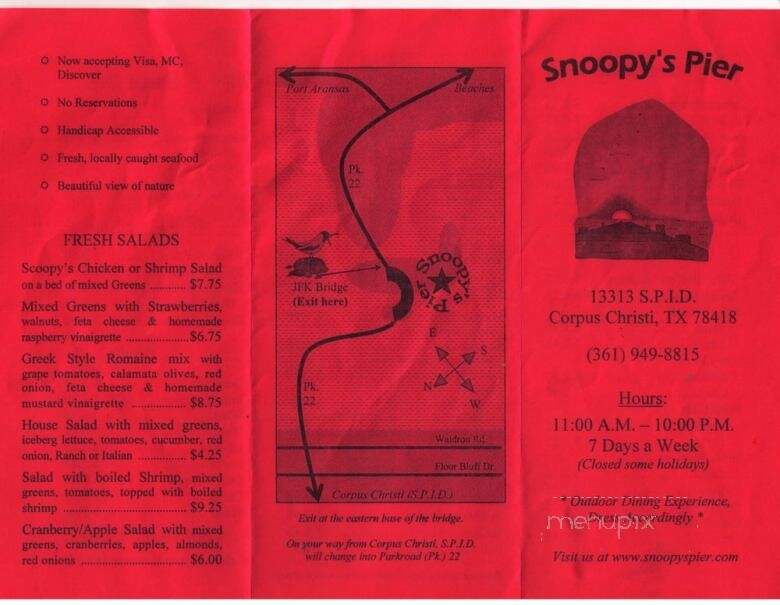 Now accepting Visa, MC,
Discover
No Reservations
Handicap Accessible
Fresh, locally caught seafood
Beautiful view of nature
FRESH SALADS
Scoopy's Chicken or Shrimp Salad
on a bed of mixed Greens ............ $7.75
Mixed Greens with Strawberries,
walnuts, feta cheese & homemade
raspberry vinaigrette .................... $6.75
Greek Style Romaine mix with
grape tomatoes, calamata olives, red
onion, feta cheese & homemade
mustard vinaigrette .................. $8.75
House Salad with mixed greens,
iceberg lettuce, tomatoes, cucumber, red
onion, Ranch or Italian ................. $4.25
Salad with boiled Shrimp, mixed
greens, tomatoes, topped with boiled
shrimp .................................... $9.25
Cranberry/Apple Salad with mixed
greens, cranberries, apples, almonds,
red onions ............................... $6.00
Port Aransas
Beaches
Pk.
22
JFK Bridge
(Exit here)
Snoopy's Pier
E
S
N
W
Pk.
22
Waldron Rd.
Flour Bluff Dr.
Corpus Christi (S.P.I.D.)
Exit at the eastern base of the bridge.
On your way from Corpus Christi, S.P.I.D.
will change into Parkroad (Pk.) 22
Snoopy's Pier
13313 S.P.I.D.
Corpus Christi, TX 78418
(361) 949-8815
Hours:
11:00 A.M. – 10:00 P.M.
7 Days a Week
(Closed some holidays)
* Outdoor Dining Experience,
Dress Accordingly *
menupix
Visit us at www.snoopyspier.com